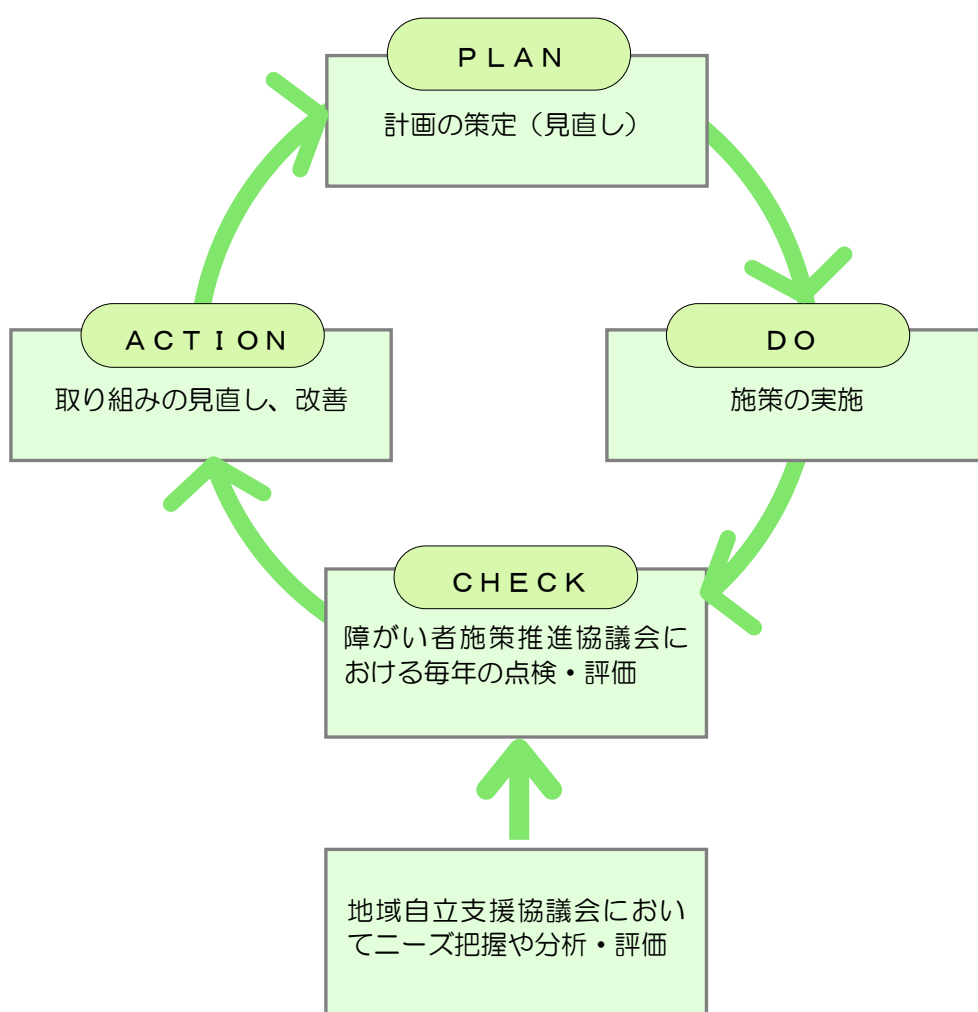 ＰＬＡＮ
計画の策定（見直し）
ＡＣＴＩＯＮ
取り組みの見直し、改善
ＤＯ
施策の実施
ＣＨＥＣＫ
障がい者施策推進協議会に
おける毎年の点検・評価
地域自立支援協議会におい
てニーズ把握や分析・評価